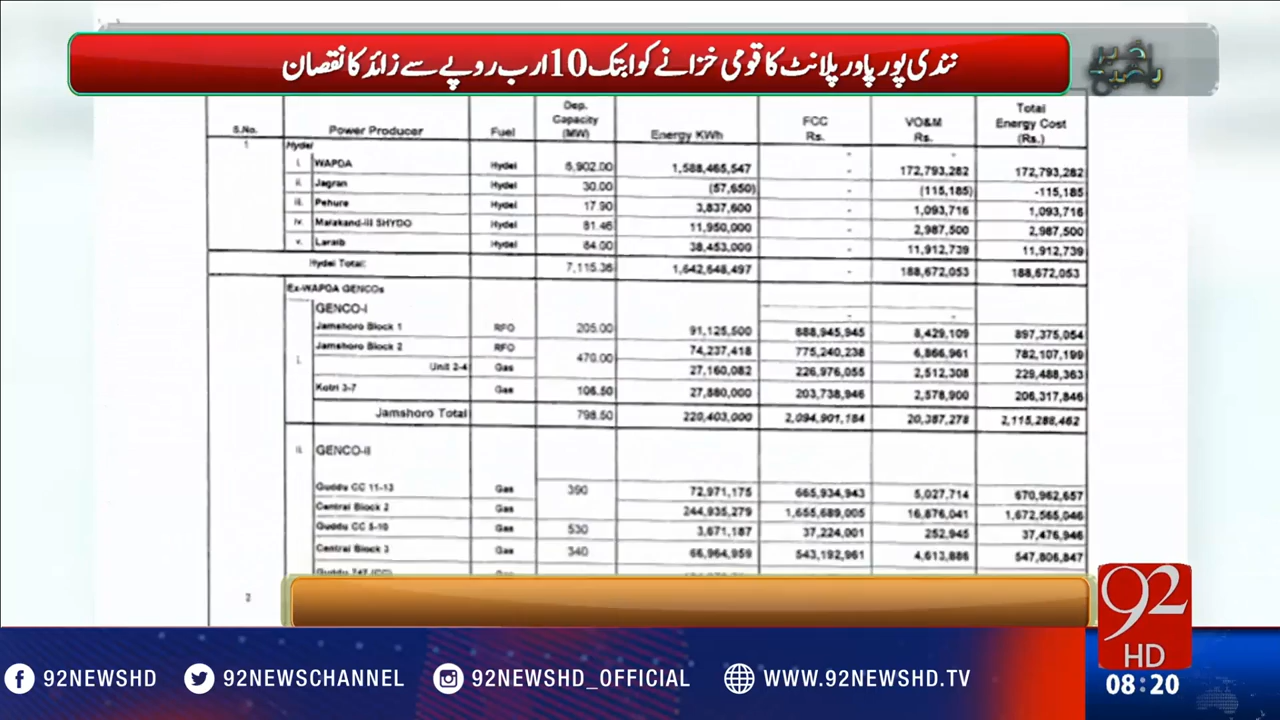 نندی پور پاور پلانٹ کا قومی خزانے کو ابتک 10 ارب روپے سے زائد کا نقصان
S.No. Power Producer Fuel Dep. Capacity (MW) Energy KWh FCC Rs. VO&M Rs. Total Energy Cost (Rs.)
1 Hydel - -
i. WAPDA Hydel 6,902.00 1,588,465,547 - 172,793,282 172,793,282
ii. Jagran Hydel 30.00 (57,650) - (115,185) -115,185
iii. Pehure Hydel 17.90 3,837,600 - 1,093,716 1,093,716
iv. Malakand-III SHYDO Hydel 81.46 11,950,000 - 2,987,500 2,987,500
v. Laraib Hydel 84.00 38,453,000 - 11,912,739 11,912,739
Hydel Total: 7,115.36 1,642,648,497 - 188,672,053 188,672,053
Ex-WAPDA GENCOs
GENCO-I - -
Jamshoro Block 1 RFO 205.00 91,125,500 888,945,945 8,429,109 897,375,054
i. Jamshoro Block 2 RFO 470.00 74,237,418 775,240,238 6,866,961 782,107,199
Unit 2-4 Gas 27,160,082 226,976,055 2,512,308 229,488,363
Kotri 3-7 Gas 106.50 27,880,000 203,738,946 2,578,900 206,317,846
Jamshoro Total 798.50 220,403,000 2,094,901,184 20,387,278 2,115,288,462
ii. GENCO-II
Guddu CC 11-13 Gas 390 72,971,175 665,934,943 5,027,714 670,962,657
Central Block 2 Gas 244,935,279 1,655,689,005 16,876,041 1,672,565,046
Guddu CC 5-10 Gas 530 3,671,187 37,224,001 252,945 37,476,946
Central Block 3 Gas 340 66,964,959 543,192,961 4,613,886 547,806,847
Guddu 747 (CC) Gas
2
92 HD
08:20
92NEWSHD 92NEWSCHANNEL 92NEWSHD_OFFICIAL WWW.92NEWSHD.TV